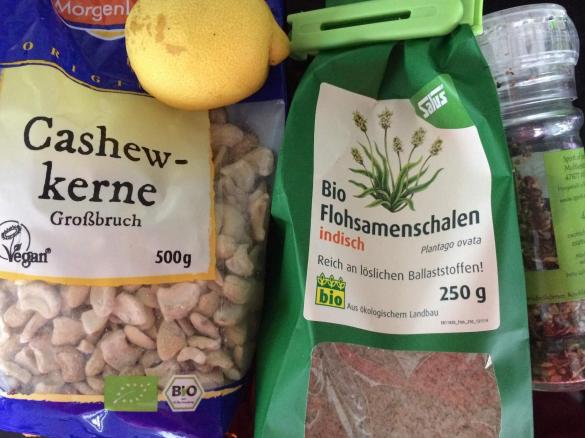 Morgenl
ORIGI
Cashew-
kerne
Großbruch
Vegan
500g
BIO
Salus
Bio
Flohsamenschalen
indisch
Plantago ovata
Reich an löslichen Ballaststoffen!
bio
250 g
Aus ökologischem Landbau